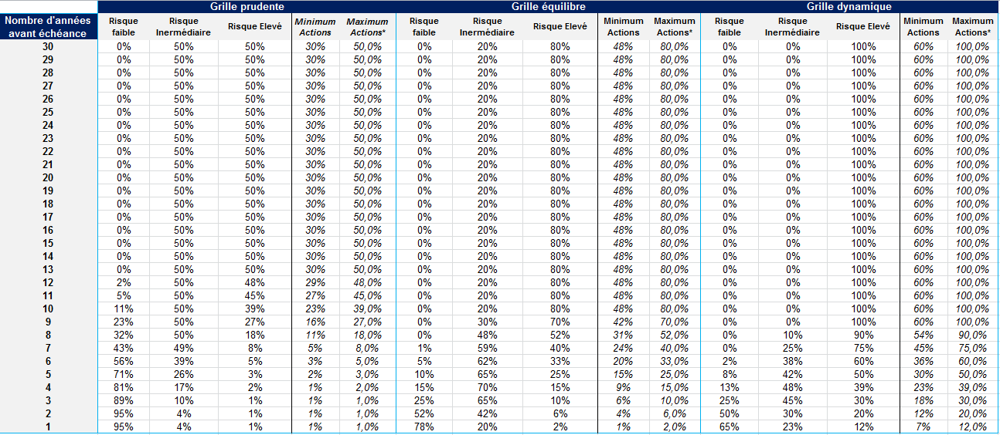 Grille prudente Grille équilibre Grille dynamique
Nombre d'années avant échéance Risque faible Risque Inermédiaire Risque Elevé Minimum Actions Maximum Actions* Risque faible Risque Inermédiaire Risque Elevé Minimum Actions Maximum Actions* Risque faible Risque Inermédiaire Risque Elevé Minimum Actions Maximum Actions*
30 0% 50% 50% 30% 50,0% 0% 20% 80% 48% 80,0% 0% 0% 100% 60% 100,0%
29 0% 50% 50% 30% 50,0% 0% 20% 80% 48% 80,0% 0% 0% 100% 60% 100,0%
28 0% 50% 50% 30% 50,0% 0% 20% 80% 48% 80,0% 0% 0% 100% 60% 100,0%
27 0% 50% 50% 30% 50,0% 0% 20% 80% 48% 80,0% 0% 0% 100% 60% 100,0%
26 0% 50% 50% 30% 50,0% 0% 20% 80% 48% 80,0% 0% 0% 100% 60% 100,0%
25 0% 50% 50% 30% 50,0% 0% 20% 80% 48% 80,0% 0% 0% 100% 60% 100,0%
24 0% 50% 50% 30% 50,0% 0% 20% 80% 48% 80,0% 0% 0% 100% 60% 100,0%
23 0% 50% 50% 30% 50,0% 0% 20% 80% 48% 80,0% 0% 0% 100% 60% 100,0%
22 0% 50% 50% 30% 50,0% 0% 20% 80% 48% 80,0% 0% 0% 100% 60% 100,0%
21 0% 50% 50% 30% 50,0% 0% 20% 80% 48% 80,0% 0% 0% 100% 60% 100,0%
20 0% 50% 50% 30% 50,0% 0% 20% 80% 48% 80,0% 0% 0% 100% 60% 100,0%
19 0% 50% 50% 30% 50,0% 0% 20% 80% 48% 80,0% 0% 0% 100% 60% 100,0%
18 0% 50% 50% 30% 50,0% 0% 20% 80% 48% 80,0% 0% 0% 100% 60% 100,0%
17 0% 50% 50% 30% 50,0% 0% 20% 80% 48% 80,0% 0% 0% 100% 60% 100,0%
16 0% 50% 50% 30% 50,0% 0% 20% 80% 48% 80,0% 0% 0% 100% 60% 100,0%
15 0% 50% 50% 30% 50,0% 0% 20% 80% 48% 80,0% 0% 0% 100% 60% 100,0%
14 0% 50% 50% 30% 50,0% 0% 20% 80% 48% 80,0% 0% 0% 100% 60% 100,0%
13 0% 50% 50% 30% 50,0% 0% 20% 80% 48% 80,0% 0% 0% 100% 60% 100,0%
12 2% 50% 48% 29% 48,0% 0% 20% 80% 48% 80,0% 0% 0% 100% 60% 100,0%
11 5% 50% 45% 27% 45,0% 0% 20% 80% 48% 80,0% 0% 0% 100% 60% 100,0%
10 11% 50% 39% 23% 39,0% 0% 20% 80% 48% 80,0% 0% 0% 100% 60% 100,0%
9 23% 50% 27% 16% 27,0% 0% 30% 70% 42% 70,0% 0% 0% 100% 60% 100,0%
8 32% 50% 18% 11% 18,0% 0% 48% 52% 31% 52,0% 0% 10% 90% 54% 90,0%
7 43% 49% 8% 5% 8,0% 1% 59% 40% 24% 40,0% 0% 25% 75% 45% 75,0%
6 56% 39% 5% 3% 5,0% 5% 62% 33% 20% 33,0% 2% 38% 60% 36% 60,0%
5 71% 26% 3% 2% 3,0% 10% 65% 25% 15% 25,0% 8% 42% 50% 30% 50,0%
4 81% 17% 2% 1% 2,0% 15% 70% 15% 9% 15,0% 13% 48% 39% 23% 39,0%
3 89% 10% 1% 1% 1,0% 25% 65% 10% 6% 10,0% 25% 45% 30% 18% 30,0%
2 95% 4% 1% 1% 1,0% 52% 42% 6% 4% 6,0% 50% 30% 20% 12% 20,0%
1 95% 4% 1% 1% 1,0% 78% 20% 2% 1% 2,0% 65% 23% 12% 7% 12,0%